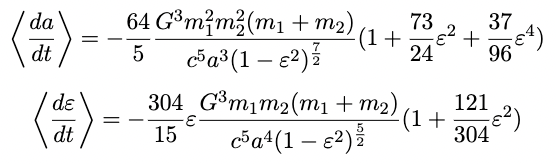 ⟨da/dt⟩ = −64/5 G³m₁²m₂²(m₁ + m₂)/c⁵a³(1 − ε²)^(7/2) (1 + 73/24 ε² + 37/96 ε⁴)
⟨dε/dt⟩ = −304/15 ε G³m₁m₂(m₁ + m₂)/c⁵a⁴(1 − ε²)^(5/2) (1 + 121/304 ε²)